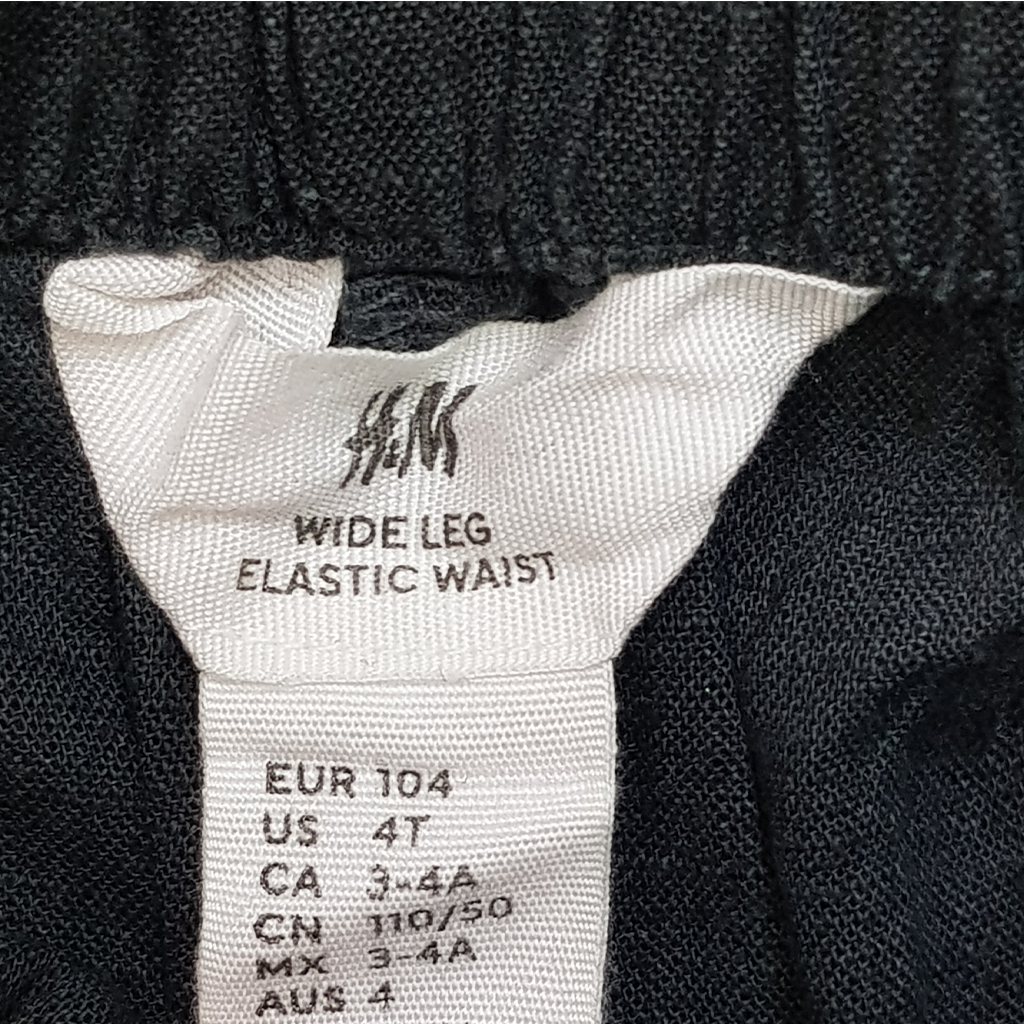 H&M
WIDE LEG
ELASTIC WAIST
EUR 104
US 4T
CA 3-4A
CN 110/50
MX 3-4A
AUS 4